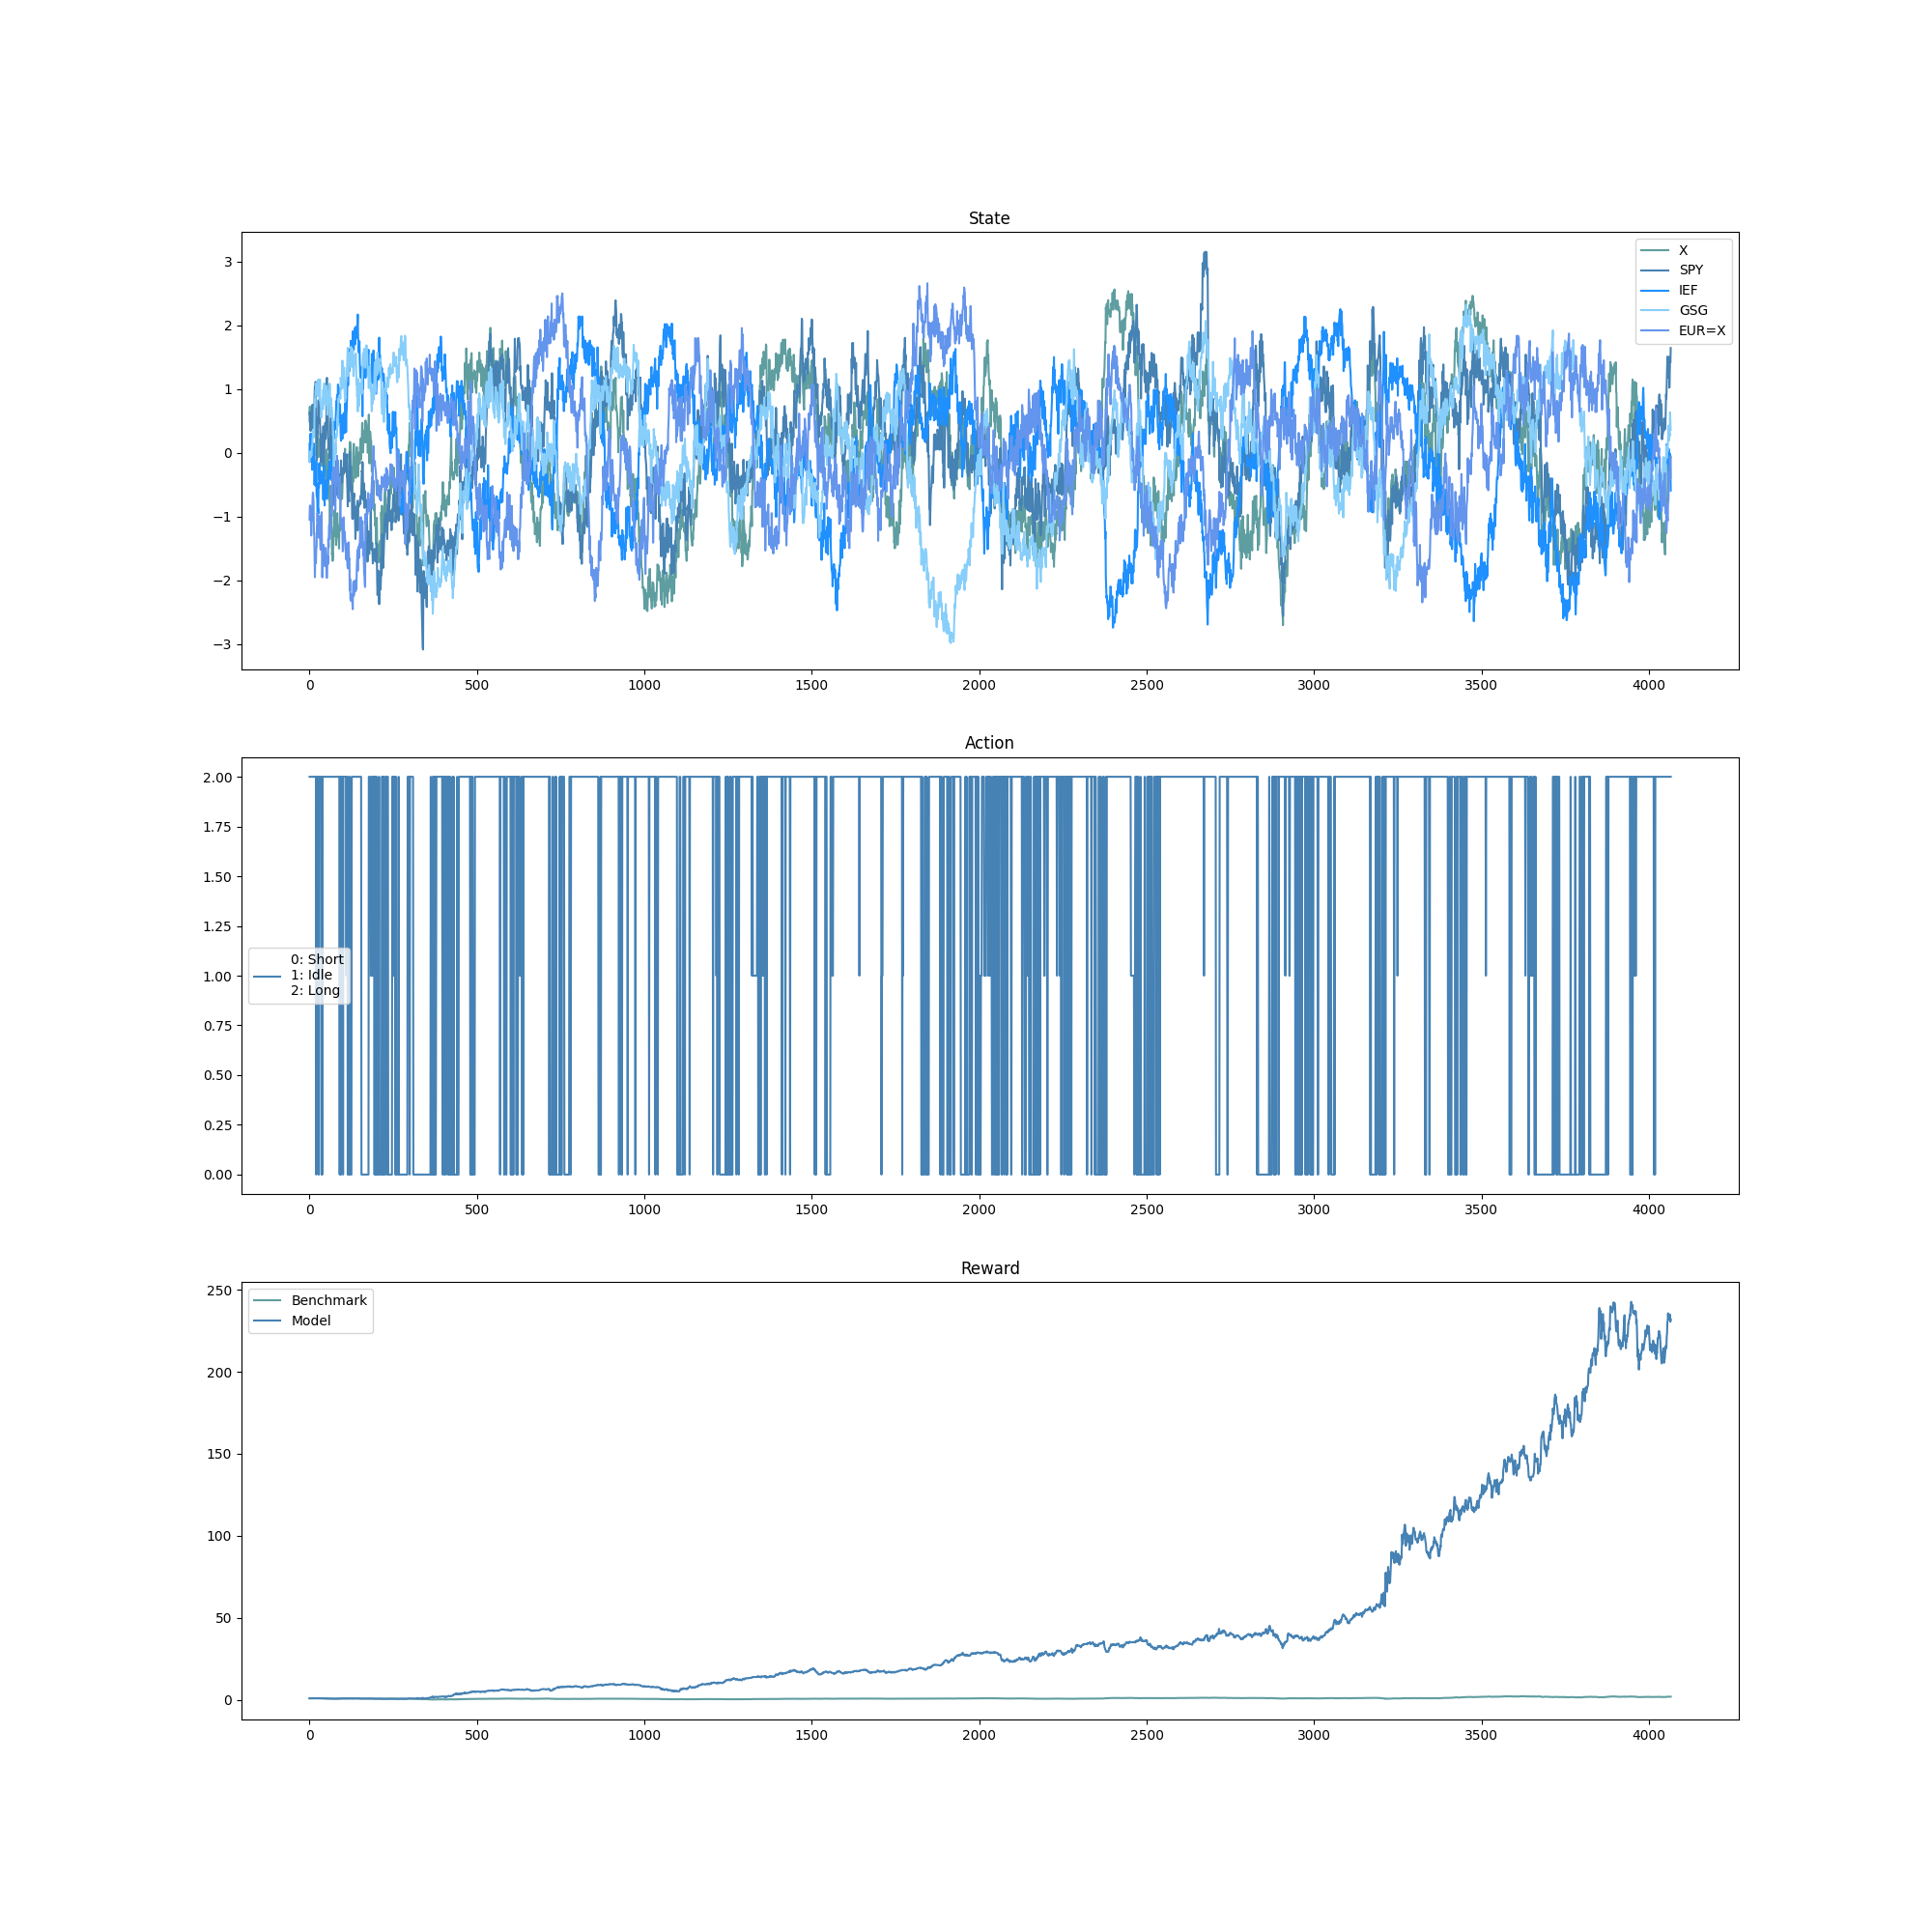 State
3
2
1
0
−1
−2
−3
X
SPY
IEF
GSG
EUR=X
0 500 1000 1500 2000 2500 3000 3500 4000
Action
2.00
1.75
1.50
1.25
1.00
0.75
0.50
0.25
0.00
0: Short
1: Idle
2: Long
0 500 1000 1500 2000 2500 3000 3500 4000
Reward
250
200
150
100
50
0
Benchmark
Model
0 500 1000 1500 2000 2500 3000 3500 4000